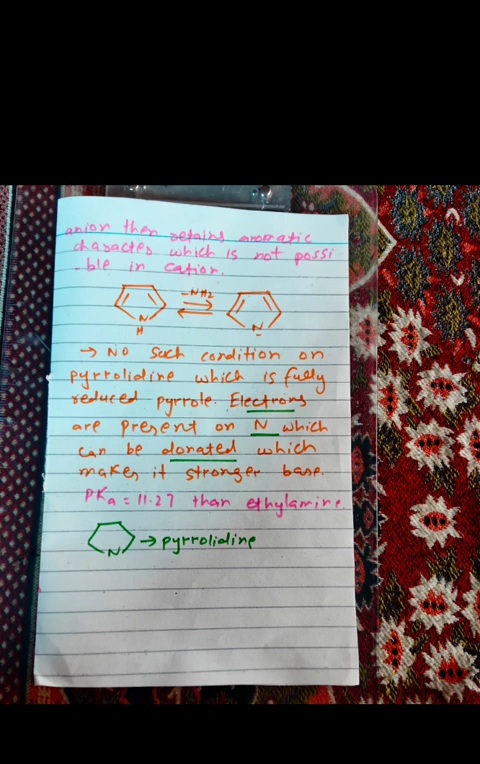 anion then retains aromatic
character which is not possi
-ble in cation.
-NH2
N
H
N
-
→ No such condition on
pyrrolidine which is fully
reduced pyrrole. Electrons
are present on N which
can be donated which
makes it stronger base.
PKa = 11.27 than ethylamine.
N → pyrrolidine